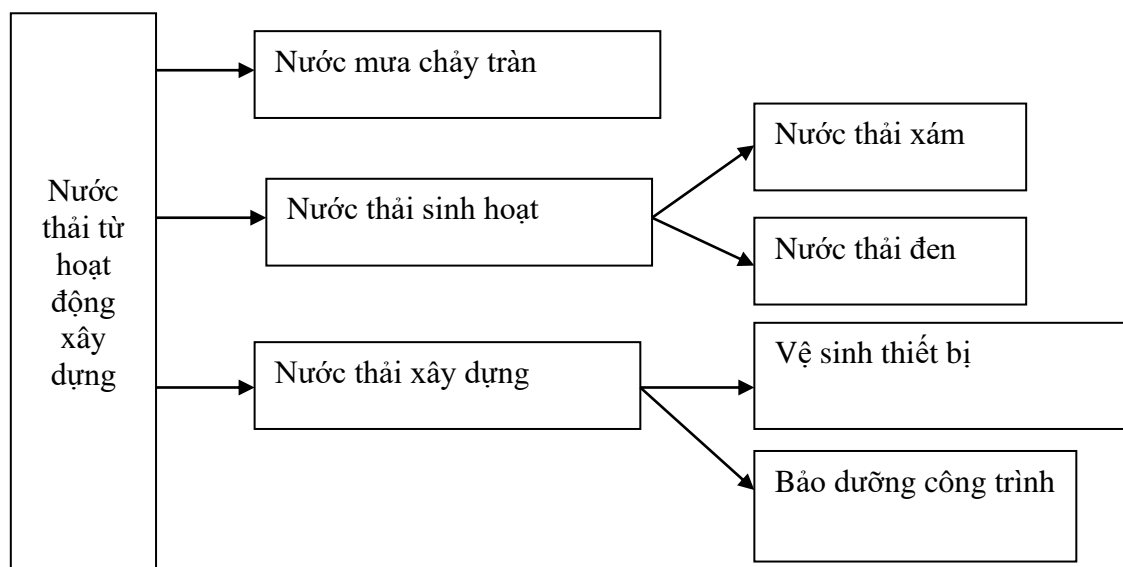 Nước
thải từ
hoạt
động
xây
dựng
Nước mưa chảy tràn
Nước thải sinh hoạt
Nước thải xây dựng
Nước thải xám
Nước thải đen
Vệ sinh thiết bị
Bảo dưỡng công trình